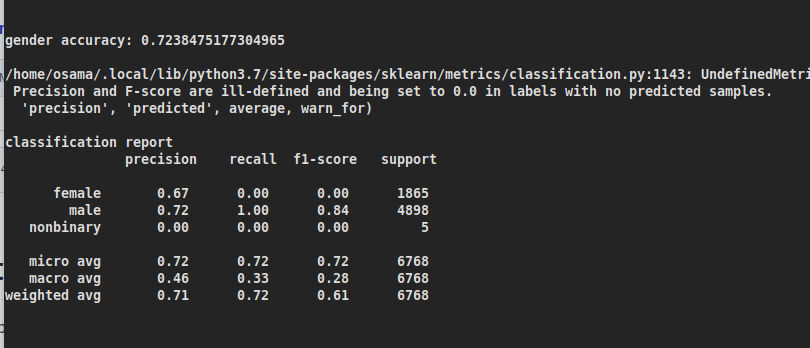 gender accuracy: 0.7238475177304965
/home/osama/.local/lib/python3.7/site-packages/sklearn/metrics/classification.py:1143: UndefinedMetri
Precision and F-score are ill-defined and being set to 0.0 in labels with no predicted samples.
'precision', 'predicted', average, warn_for)
classification report
precision recall f1-score support
female 0.67 0.00 0.00 1865
male 0.72 1.00 0.84 4898
nonbinary 0.00 0.00 0.00 5
micro avg 0.72 0.72 0.72 6768
macro avg 0.46 0.33 0.28 6768
weighted avg 0.71 0.72 0.61 6768